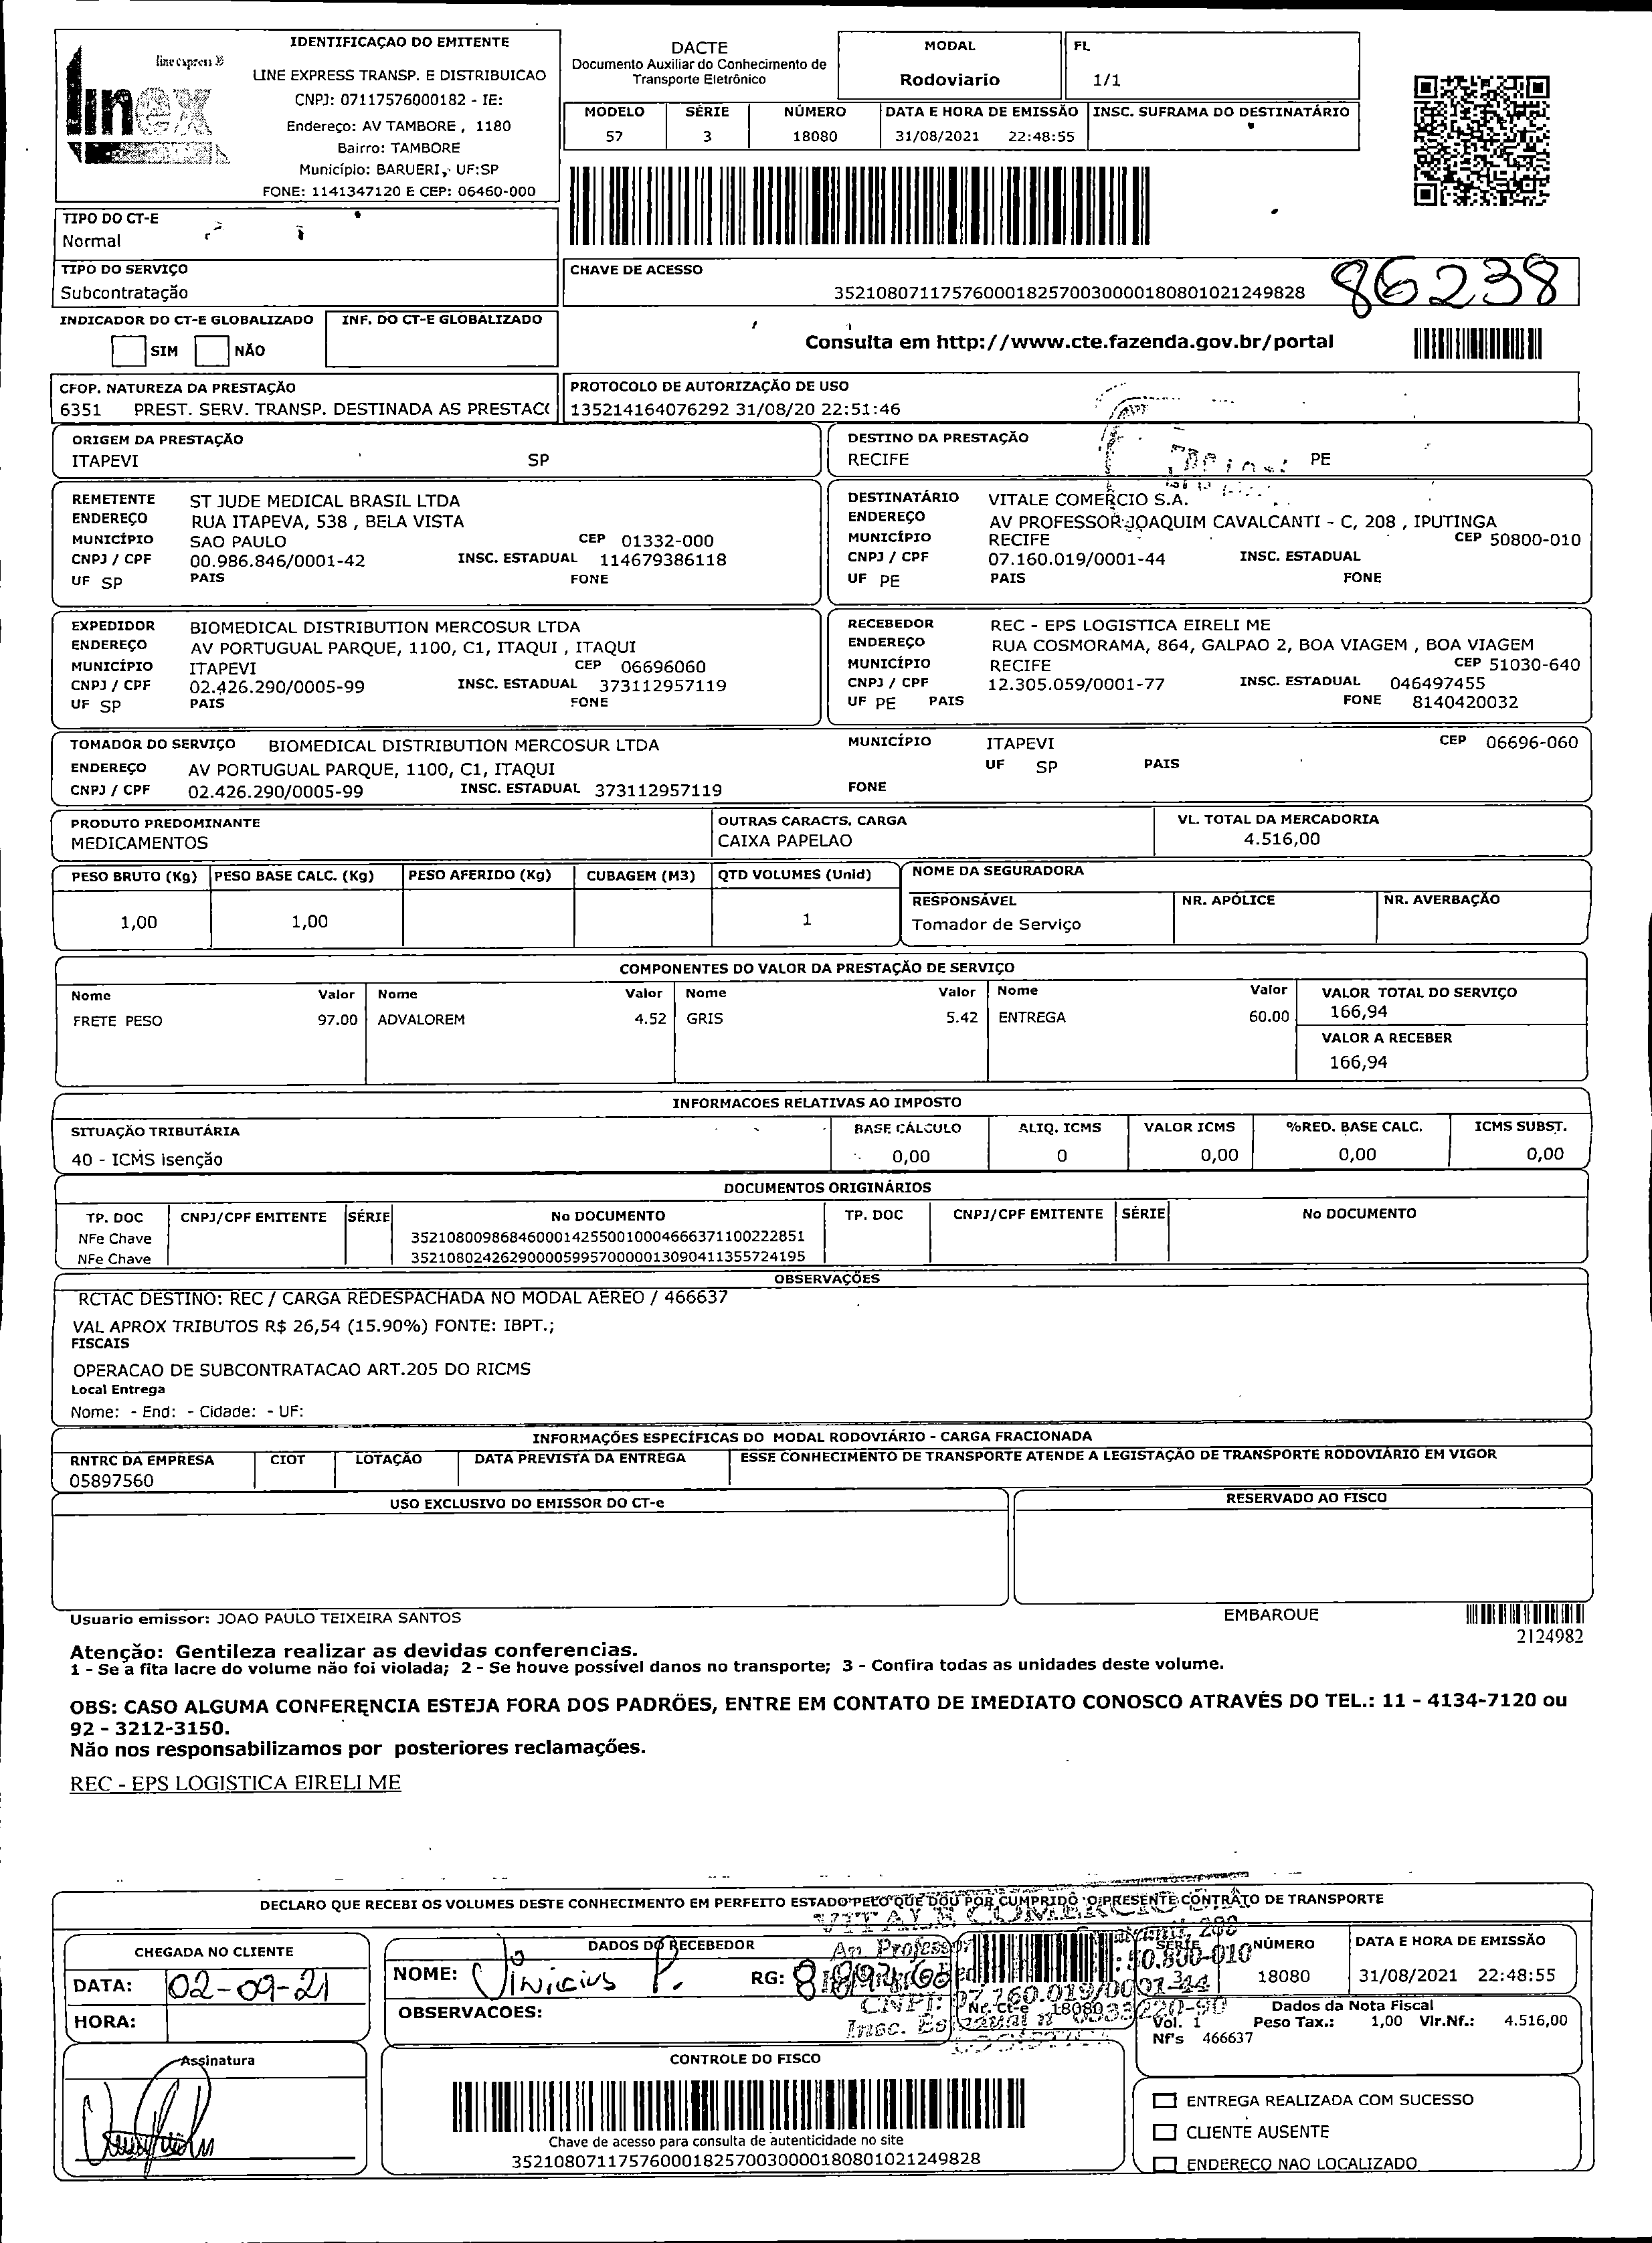 line express
linex
IDENTIFICAÇAO DO EMITENTE
LINE EXPRESS TRANSP. E DISTRIBUICAO
CNPJ: 07117576000182 - IE:
Endereço: AV TAMBORE , 1180
Bairro: TAMBORE
Município: BARUERI, UF:SP
FONE: 1141347120 E CEP: 06460-000
DACTE
Documento Auxiliar do Conhecimento de
Transporte Eletrônico
MODAL
Rodoviario
FL
1/1
MODELO SÉRIE NÚMERO DATA E HORA DE EMISSÃO INSC. SUFRAMA DO DESTINATÁRIO
57 3 18080 31/08/2021 22:48:55
TIPO DO CT-E
Normal
TIPO DO SERVIÇO
Subcontratação
CHAVE DE ACESSO
35210807117576000182570030000180801021249828
86238
INDICADOR DO CT-E GLOBALIZADO INF. DO CT-E GLOBALIZADO
SIM NÃO
Consulta em http://www.cte.fazenda.gov.br/portal
CFOP. NATUREZA DA PRESTAÇÃO
6351 PREST. SERV. TRANSP. DESTINADA AS PRESTAC
PROTOCOLO DE AUTORIZAÇÃO DE USO
135214164076292 31/08/20 22:51:46
ORIGEM DA PRESTAÇÃO
ITAPEVI SP
DESTINO DA PRESTAÇÃO
RECIFE PE
REMETENTE ST JUDE MEDICAL BRASIL LTDA
ENDEREÇO RUA ITAPEVA, 538 , BELA VISTA
MUNICÍPIO SAO PAULO CEP 01332-000
CNPJ / CPF 00.986.846/0001-42 INSC. ESTADUAL 114679386118
UF SP PAIS FONE
DESTINATÁRIO VITALE COMERCIO S.A.
ENDEREÇO AV PROFESSOR JOAQUIM CAVALCANTI - C, 208 , IPUTINGA
MUNICÍPIO RECIFE CEP 50800-010
CNPJ / CPF 07.160.019/0001-44 INSC. ESTADUAL
UF PE PAIS FONE
EXPEDIDOR BIOMEDICAL DISTRIBUTION MERCOSUR LTDA
ENDEREÇO AV PORTUGUAL PARQUE, 1100, C1, ITAQUI , ITAQUI
MUNICÍPIO ITAPEVI CEP 06696060
CNPJ / CPF 02.426.290/0005-99 INSC. ESTADUAL 373112957119
UF SP PAIS FONE
RECEBEDOR REC - EPS LOGISTICA EIRELI ME
ENDEREÇO RUA COSMORAMA, 864, GALPAO 2, BOA VIAGEM , BOA VIAGEM
MUNICÍPIO RECIFE CEP 51030-640
CNPJ / CPF 12.305.059/0001-77 INSC. ESTADUAL 046497455
UF PE PAIS FONE 8140420032
TOMADOR DO SERVIÇO BIOMEDICAL DISTRIBUTION MERCOSUR LTDA MUNICÍPIO ITAPEVI CEP 06696-060
ENDEREÇO AV PORTUGUAL PARQUE, 1100, C1, ITAQUI UF SP PAIS
CNPJ / CPF 02.426.290/0005-99 INSC. ESTADUAL 373112957119 FONE
PRODUTO PREDOMINANTE OUTRAS CARACTS. CARGA VL. TOTAL DA MERCADORIA
MEDICAMENTOS CAIXA PAPELAO 4.516,00
PESO BRUTO (Kg) PESO BASE CALC. (Kg) PESO AFERIDO (Kg) CUBAGEM (M3) QTD VOLUMES (Unid) NOME DA SEGURADORA
RESPONSÁVEL NR. APÓLICE NR. AVERBAÇÃO
1,00 1,00 1 Tomador de Serviço
COMPONENTES DO VALOR DA PRESTAÇÃO DE SERVIÇO
Nome Valor Nome Valor Nome Valor Nome Valor VALOR TOTAL DO SERVIÇO
FRETE PESO 97.00 ADVALOREM 4.52 GRIS 5.42 ENTREGA 60.00 166,94
VALOR A RECEBER
166,94
INFORMACOES RELATIVAS AO IMPOSTO
SITUAÇÃO TRIBUTÁRIA BASE CÁLCULO ALIQ. ICMS VALOR ICMS %RED. BASE CALC. ICMS SUBST.
40 - ICMS isenção 0,00 0 0,00 0,00 0,00
DOCUMENTOS ORIGINÁRIOS
TP. DOC CNPJ/CPF EMITENTE SÉRIE No DOCUMENTO TP. DOC CNPJ/CPF EMITENTE SÉRIE No DOCUMENTO
NFe Chave 35210800986846000142550010004666371100222851
NFe Chave 35210802426290000599570000013090411355724195
OBSERVAÇÕES
RCTAC DESTINO: REC / CARGA REDESPACHADA NO MODAL AEREO / 466637
VAL APROX TRIBUTOS R$ 26,54 (15.90%) FONTE: IBPT.;
FISCAIS
OPERACAO DE SUBCONTRATACAO ART.205 DO RICMS
Local Entrega
Nome: - End: - Cidade: - UF:
INFORMAÇÕES ESPECÍFICAS DO MODAL RODOVIÁRIO - CARGA FRACIONADA
RNTRC DA EMPRESA CIOT LOTAÇÃO DATA PREVISTA DA ENTREGA ESSE CONHECIMENTO DE TRANSPORTE ATENDE A LEGISTAÇÃO DE TRANSPORTE RODOVIÁRIO EM VIGOR
05897560
USO EXCLUSIVO DO EMISSOR DO CT-e RESERVADO AO FISCO
Usuario emissor: JOAO PAULO TEIXEIRA SANTOS EMBARQUE
2124982
Atenção: Gentileza realizar as devidas conferencias.
1 - Se a fita lacre do volume não foi violada; 2 - Se houve possível danos no transporte; 3 - Confira todas as unidades deste volume.
OBS: CASO ALGUMA CONFERENCIA ESTEJA FORA DOS PADRÕES, ENTRE EM CONTATO DE IMEDIATO CONOSCO ATRAVÉS DO TEL.: 11 - 4134-7120 ou
92 - 3212-3150.
Não nos responsabilizamos por posteriores reclamações.
REC - EPS LOGISTICA EIRELI ME
DECLARO QUE RECEBI OS VOLUMES DESTE CONHECIMENTO EM PERFEITO ESTADO PELO QUE DOU POR CUMPRIDO O PRESENTE CONTRATO DE TRANSPORTE
VITALE COMERCIO S.A.
CHEGADA NO CLIENTE
DATA: 02-09-21
HORA:
DADOS DO RECEBEDOR
NOME: Vinicius P. RG:
OBSERVACOES:
Av. Professor
50.800-010
CNPJ: 07.160.019/0001-44
Insc. Estadual nº
Nr. Ct-e 18080
SÉRIE NÚMERO DATA E HORA DE EMISSÃO
3 18080 31/08/2021 22:48:55
Dados da Nota Fiscal
Vol. 1 Peso Tax.: 1,00 Vlr.Nf.: 4.516,00
Nf's 466637
Assinatura
CONTROLE DO FISCO
Chave de acesso para consulta de autenticidade no site
35210807117576000182570030000180801021249828
ENTREGA REALIZADA COM SUCESSO
CLIENTE AUSENTE
ENDERECO NAO LOCALIZADO